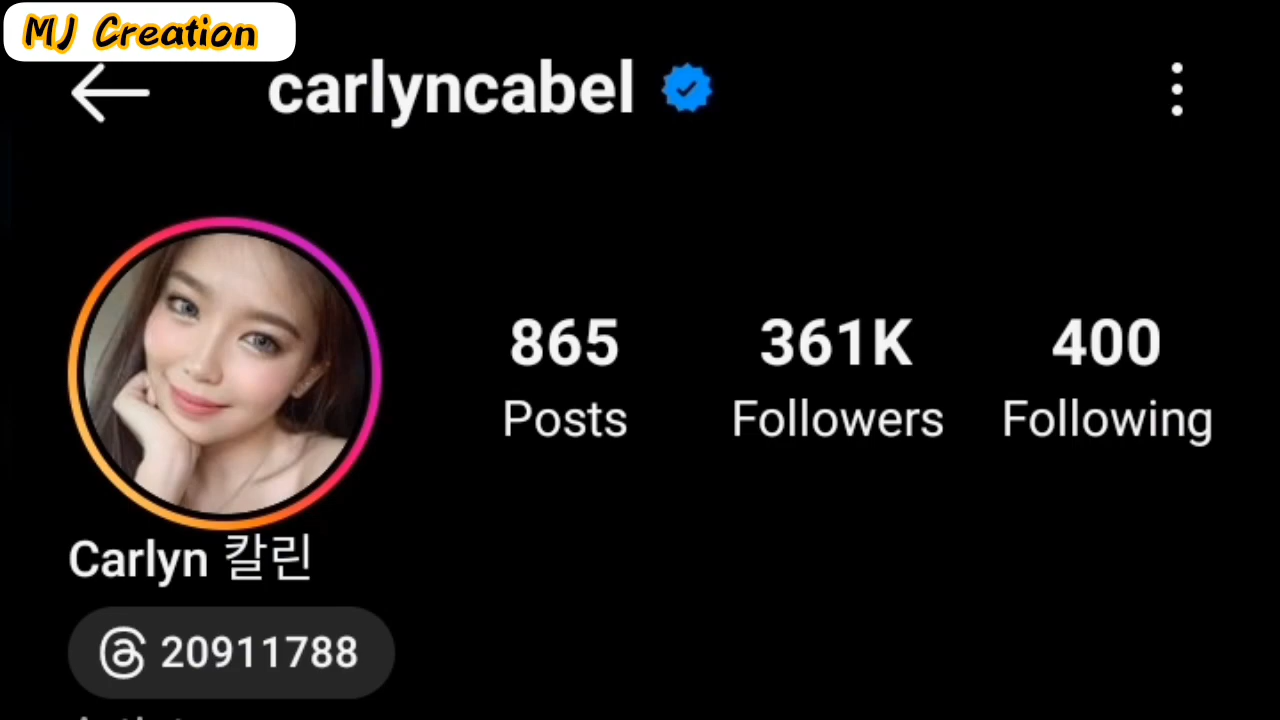 MJ Creation
carlyncabel
865 361K 400
Posts Followers Following
Carlyn 칼린
20911788